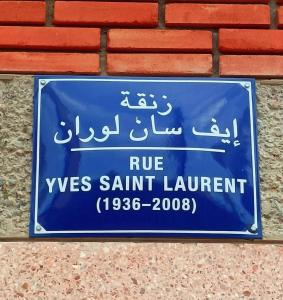 زنقة
إيف سان لوران
RUE
YVES SAINT LAURENT
(1936–2008)